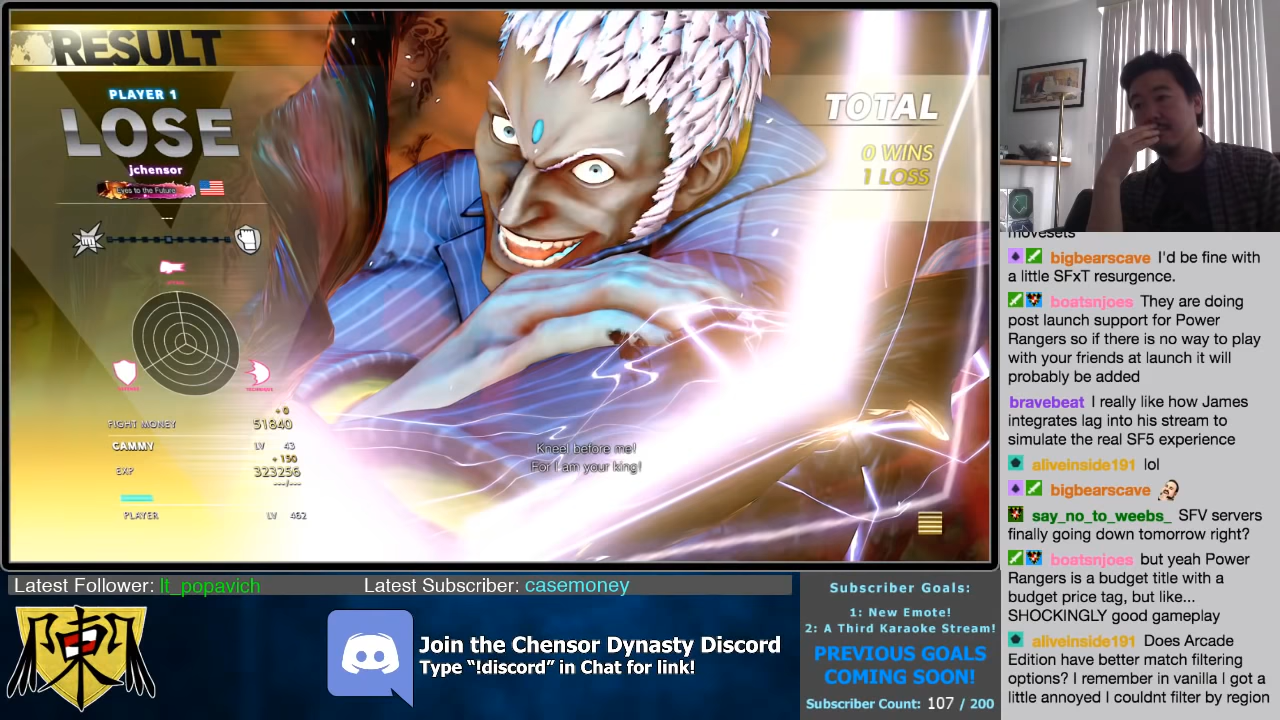 RESULT
PLAYER 1
LOSE
jchensor
Eyes to the Future
---
+ 0
FIGHT MONEY 51840
CAMMY LV 43
+ 150
EXP 323256
---/---
PLAYER LV 462
TOTAL
0 WINS
1 LOSS
Kneel before me!
For I am your king!
movesets
bigbearscave I'd be fine with
a little SFxT resurgence.
boatsnjoes They are doing
post launch support for Power
Rangers so if there is no way to play
with your friends at launch it will
probably be added
bravebeat I really like how James
integrates lag into his stream to
simulate the real SF5 experience
aliveinside191 lol
bigbearscave
say_no_to_weebs_ SFV servers
finally going down tomorrow right?
boatsnjoes but yeah Power
Rangers is a budget title with a
budget price tag, but like...
SHOCKINGLY good gameplay
aliveinside191 Does Arcade
Edition have better match filtering
options? I remember in vanilla I got a
little annoyed I couldnt filter by region
Latest Follower: lt_popavich
Latest Subscriber: casemoney
Join the Chensor Dynasty Discord
Type “!discord” in Chat for link!
Subscriber Goals:
1: New Emote!
2: A Third Karaoke Stream!
PREVIOUS GOALS
COMING SOON!
Subscriber Count: 107 / 200